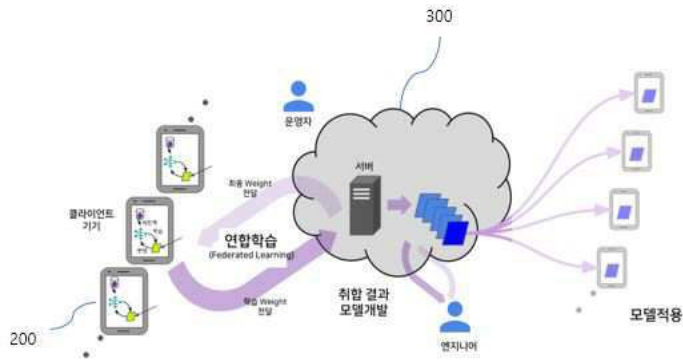 300
운영자
서버
최종 Weight
전달
클라이언트
기기
연합학습
(Federated Learning)
학습 Weight
전달
취합 결과
모델개발
엔지니어
모델적용
200